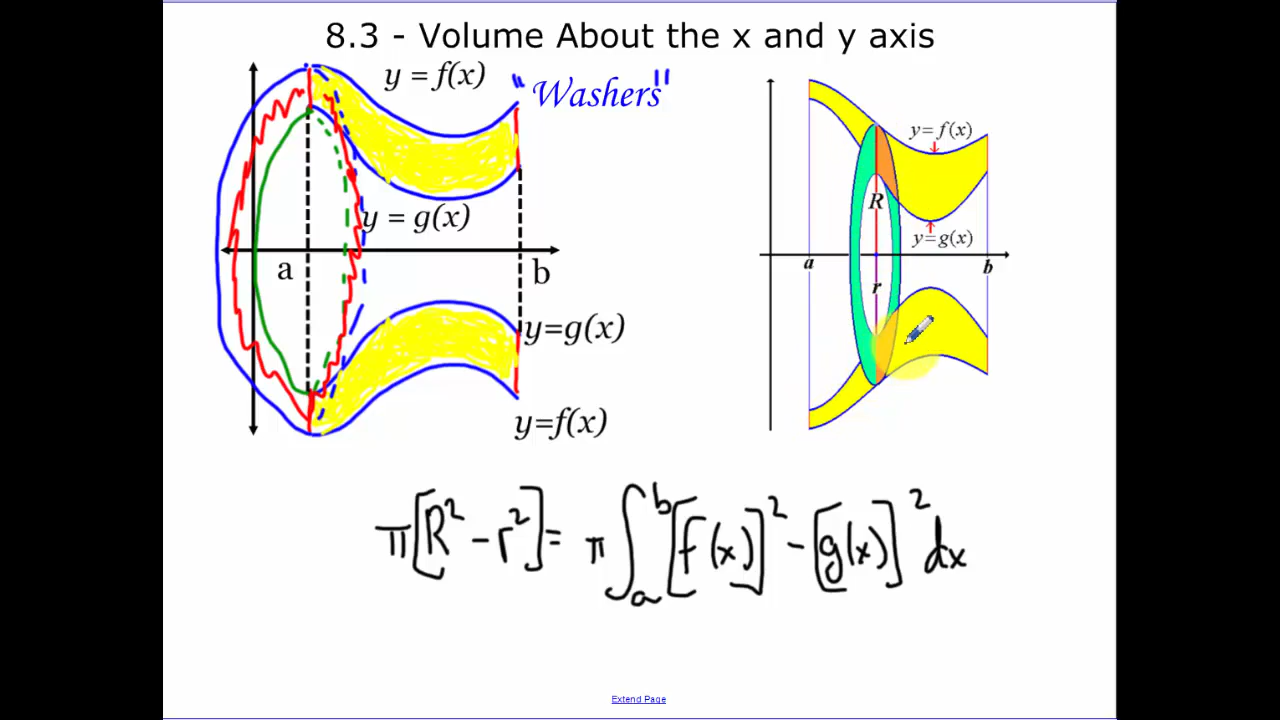 8.3 - Volume About the x and y axis
y = f(x)
"Washers"
y = g(x)
a
b
y=g(x)
y=f(x)
y= f(x)
R
y=g(x)
a
b
r
π[R² - r²] = π∫ₐᵇ [f(x)]² - [g(x)]² dx
Extend Page